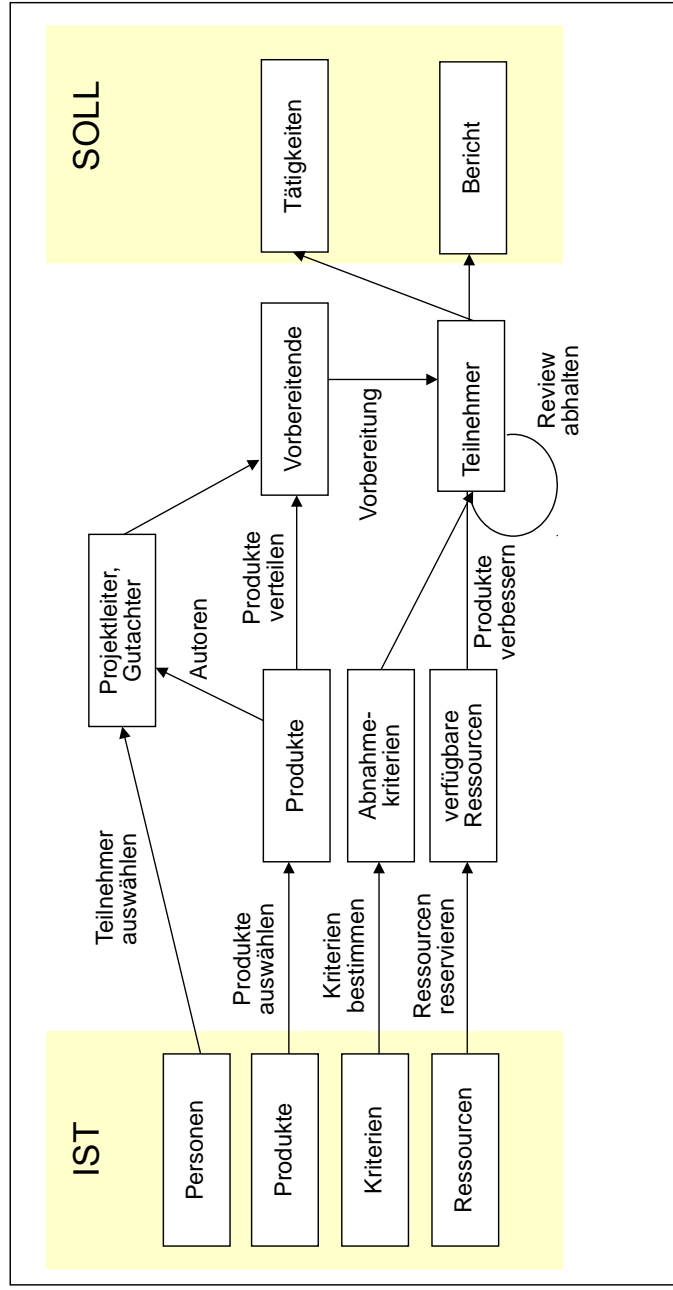 IST
Personen
Produkte
Kriterien
Ressourcen
Teilnehmer
auswählen
Produkte
auswählen
Kriterien
bestimmen
Ressourcen
reservieren
Projektleiter,
Gutachter
Autoren
Produkte
Abnahme-
kriterien
verfügbare
Ressourcen
Produkte
verteilen
Produkte
verbessern
Vorbereitende
Vorbereitung
Teilnehmer
Review
abhalten
SOLL
Tätigkeiten
Bericht